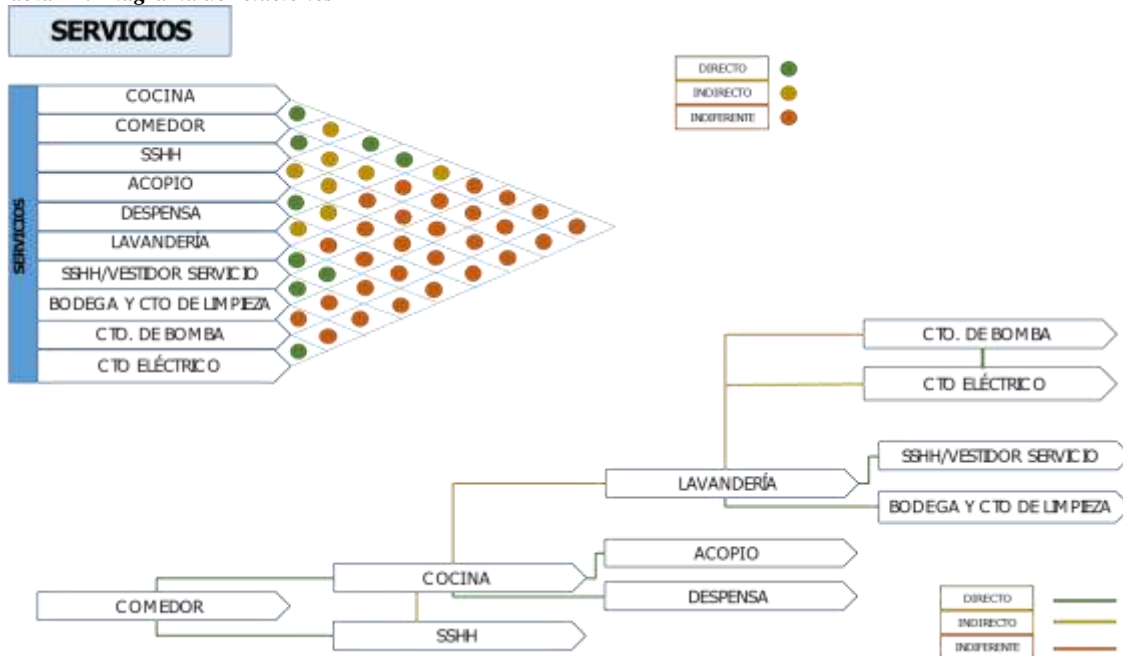 SERVICIOS
DIRECTO
INDIRECTO
INDIFERENTE
SERVICIOS
COCINA
COMEDOR
SSHH
ACOPIO
DESPENSA
LAVANDERÍA
SSHH/VESTIDOR SERVICIO
BODEGA Y CTO DE LIMPIEZA
CTO. DE BOMBA
CTO ELÉCTRICO
CTO. DE BOMBA
CTO ELÉCTRICO
SSHH/VESTIDOR SERVICIO
LAVANDERÍA
BODEGA Y CTO DE LIMPIEZA
ACOPIO
COCINA
DESPENSA
COMEDOR
SSHH
DIRECTO
INDIRECTO
INDIFERENTE